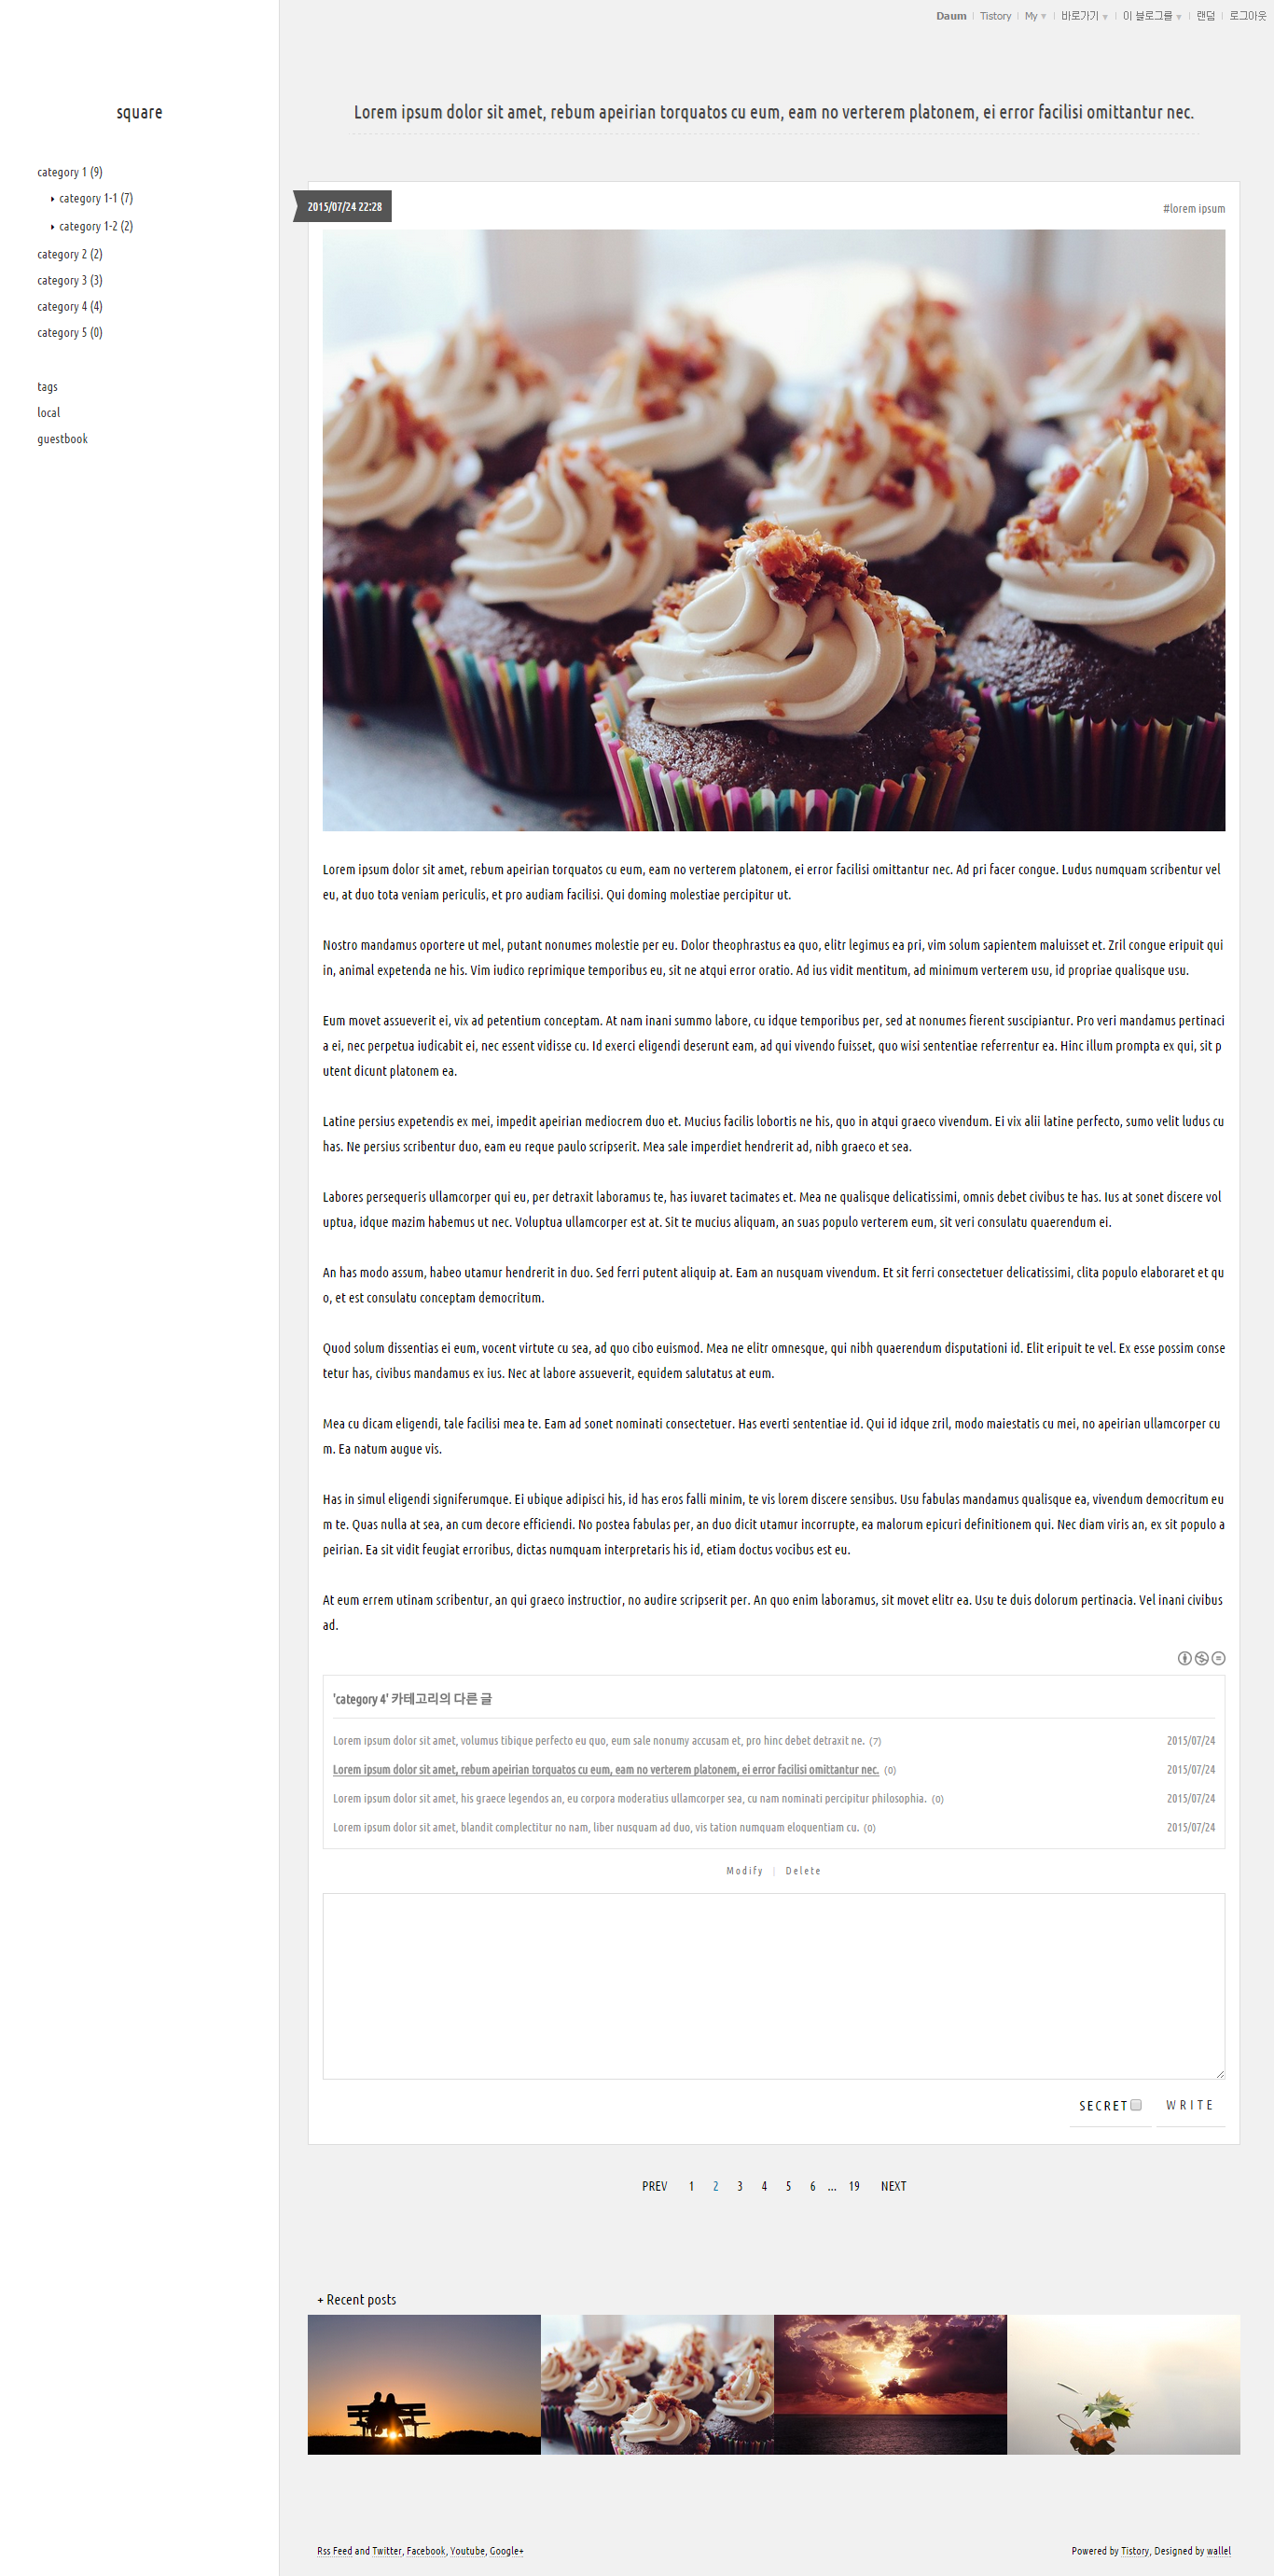 Daum | Tistory | My ▼ | 바로가기 ▼ | 이 블로그를 ▼ | 랜덤 | 로그아웃
square
category 1 (9)
category 1-1 (7)
category 1-2 (2)
category 2 (2)
category 3 (3)
category 4 (4)
category 5 (0)
tags
local
guestbook
Lorem ipsum dolor sit amet, rebum apeirian torquatos cu eum, eam no verterem platonem, ei error facilisi omittantur nec.
2015/07/24 22:28
#lorem ipsum
Lorem ipsum dolor sit amet, rebum apeirian torquatos cu eum, eam no verterem platonem, ei error facilisi omittantur nec. Ad pri facer congue. Ludus numquam scribentur vel
eu, at duo tota veniam periculis, et pro audiam facilisi. Qui doming molestiae percipitur ut.
Nostro mandamus oportere ut mel, putant nonumes molestie per eu. Dolor theophrastus ea quo, elitr legimus ea pri, vim solum sapientem maluisset et. Zril congue eripuit qui
in, animal expetenda ne his. Vim iudico reprimique temporibus eu, sit ne atqui error oratio. Ad ius vidit mentitum, ad minimum verterem usu, id propriae qualisque usu.
Eum movet assueverit ei, vix ad petentium conceptam. At nam inani summo labore, cu idque temporibus per, sed at nonumes fierent suscipiantur. Pro veri mandamus pertinaci
a ei, nec perpetua iudicabit ei, nec essent vidisse cu. Id exerci eligendi deserunt eam, ad qui vivendo fuisset, quo wisi sententiae referrentur ea. Hinc illum prompta ex qui, sit p
utent dicunt platonem ea.
Latine persius expetendis ex mei, impedit apeirian mediocrem duo et. Mucius facilis lobortis ne his, quo in atqui graeco vivendum. Ei vix alii latine perfecto, sumo velit ludus cu
has. Ne persius scribentur duo, eam eu reque paulo scripserit. Mea sale imperdiet hendrerit ad, nibh graeco et sea.
Labores persequeris ullamcorper qui eu, per detraxit laboramus te, has iuvaret tacimates et. Mea ne qualisque delicatissimi, omnis debet civibus te has. Ius at sonet discere vol
uptua, idque mazim habemus ut nec. Voluptua ullamcorper est at. Sit te mucius aliquam, an suas populo verterem eum, sit veri consulatu quaerendum ei.
An has modo assum, habeo utamur hendrerit in duo. Sed ferri putent aliquip at. Eam an nusquam vivendum. Et sit ferri consectetuer delicatissimi, clita populo elaboraret et qu
o, et est consulatu conceptam democritum.
Quod solum dissentias ei eum, vocent virtute cu sea, ad quo cibo euismod. Mea ne elitr omnesque, qui nibh quaerendum disputationi id. Elit eripuit te vel. Ex esse possim conse
tetur has, civibus mandamus ex ius. Nec at labore assueverit, equidem salutatus at eum.
Mea cu dicam eligendi, tale facilisi mea te. Eam ad sonet nominati consectetuer. Has everti sententiae id. Qui id idque zril, modo maiestatis cu mei, no apeirian ullamcorper cu
m. Ea natum augue vis.
Has in simul eligendi signiferumque. Ei ubique adipisci his, id has eros falli minim, te vis lorem discere sensibus. Usu fabulas mandamus qualisque ea, vivendum democritum eu
m te. Quas nulla at sea, an cum decore efficiendi. No postea fabulas per, an duo dicit utamur incorrupte, ea malorum epicuri definitionem qui. Nec diam viris an, ex sit populo a
peirian. Ea sit vidit feugiat erroribus, dictas numquam interpretaris his id, etiam doctus vocibus est eu.
At eum errem utinam scribentur, an qui graeco instructior, no audire scripserit per. An quo enim laboramus, sit movet elitr ea. Usu te duis dolorum pertinacia. Vel inani civibus
ad.
'category 4' 카테고리의 다른 글
Lorem ipsum dolor sit amet, volumus tibique perfecto eu quo, eum sale nonumy accusam et, pro hinc debet detraxit ne. (7) 2015/07/24
Lorem ipsum dolor sit amet, rebum apeirian torquatos cu eum, eam no verterem platonem, ei error facilisi omittantur nec. (0) 2015/07/24
Lorem ipsum dolor sit amet, his graece legendos an, eu corpora moderatius ullamcorper sea, cu nam nominati percipitur philosophia. (0) 2015/07/24
Lorem ipsum dolor sit amet, blandit complectitur no nam, liber nusquam ad duo, vis tation numquam eloquentiam cu. (0) 2015/07/24
Modify | Delete
SECRET WRITE
PREV 1 2 3 4 5 6 ... 19 NEXT
+ Recent posts
Rss Feed and Twitter, Facebook, Youtube, Google+
Powered by Tistory, Designed by wallel